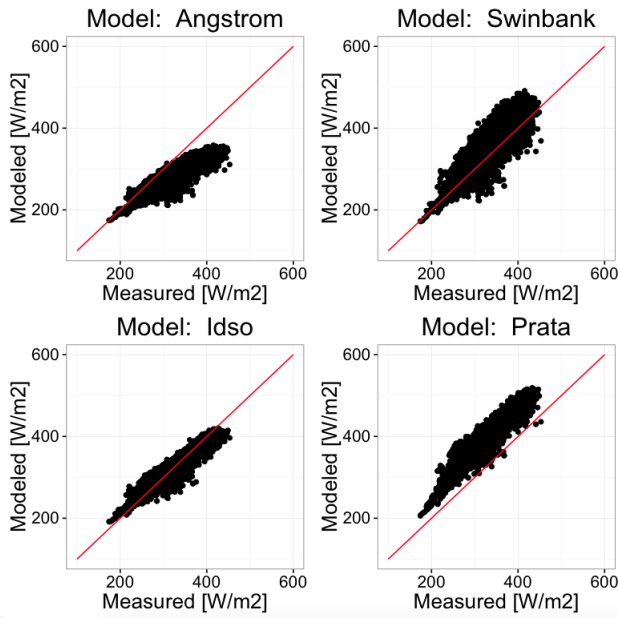 Model:  Angstrom
600
400
200
Modeled [W/m2]
200 400 600
Measured [W/m2]
Model:  Swinbank
600
400
200
Modeled [W/m2]
200 400 600
Measured [W/m2]
Model:  Idso
600
400
200
Modeled [W/m2]
200 400 600
Measured [W/m2]
Model:  Prata
600
400
200
Modeled [W/m2]
200 400 600
Measured [W/m2]